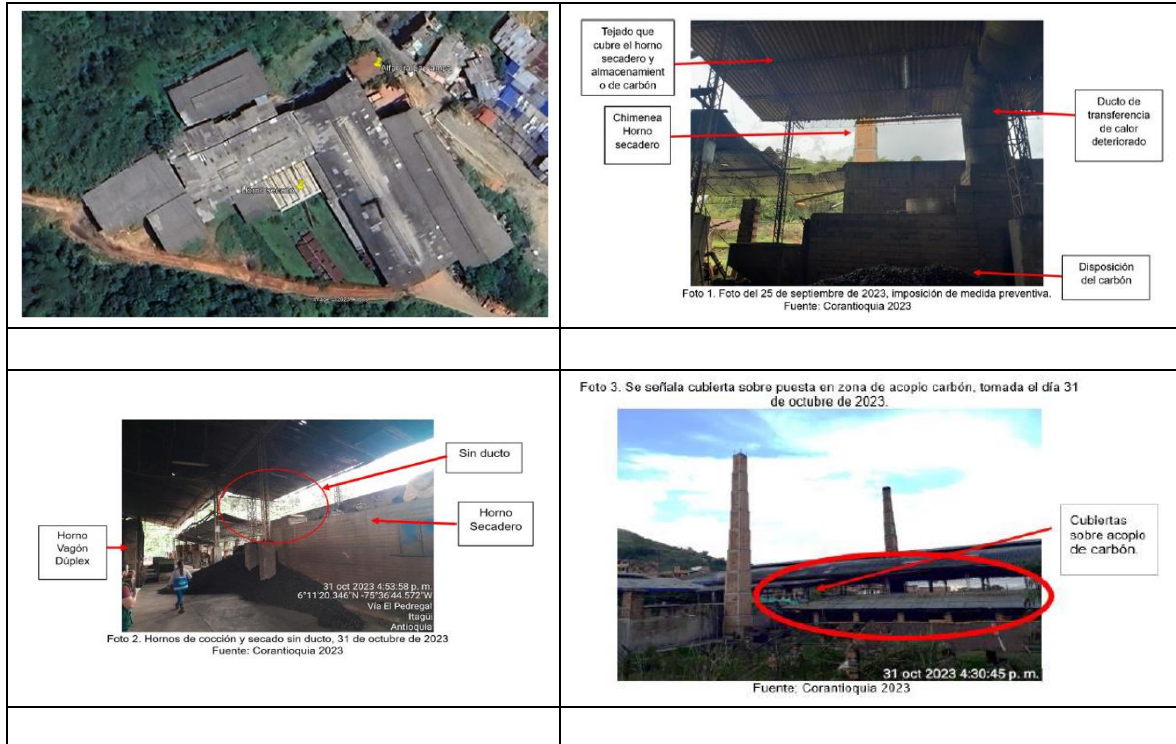 Horno secadero
Tejado que
cubre el horno
secadero y
almacenamient
o de carbón
Chimenea
Horno
secadero
Ducto de
transferencia
de calor
deteriorado
Disposición
del carbón
Foto 1. Foto del 25 de septiembre de 2023, imposición de medida preventiva.
Fuente: Corantioquia 2023
Sin ducto
Horno
Secadero
Horno
Vagón
Dúplex
31 oct 2023 4:53:58 p. m.
6°11'20.346"N -75°36'44.572"W
Vía El Pedregal
Itagüí
Antioquia
Foto 2. Hornos de cocción y secado sin ducto, 31 de octubre de 2023
Fuente: Corantioquia 2023
Foto 3. Se señala cubierta sobre puesta en zona de acopio carbón, tomada el día 31
de octubre de 2023.
Cubiertas
sobre acopio
de carbón.
31 oct 2023 4:30:45 p. m.
Fuente: Corantioquia 2023